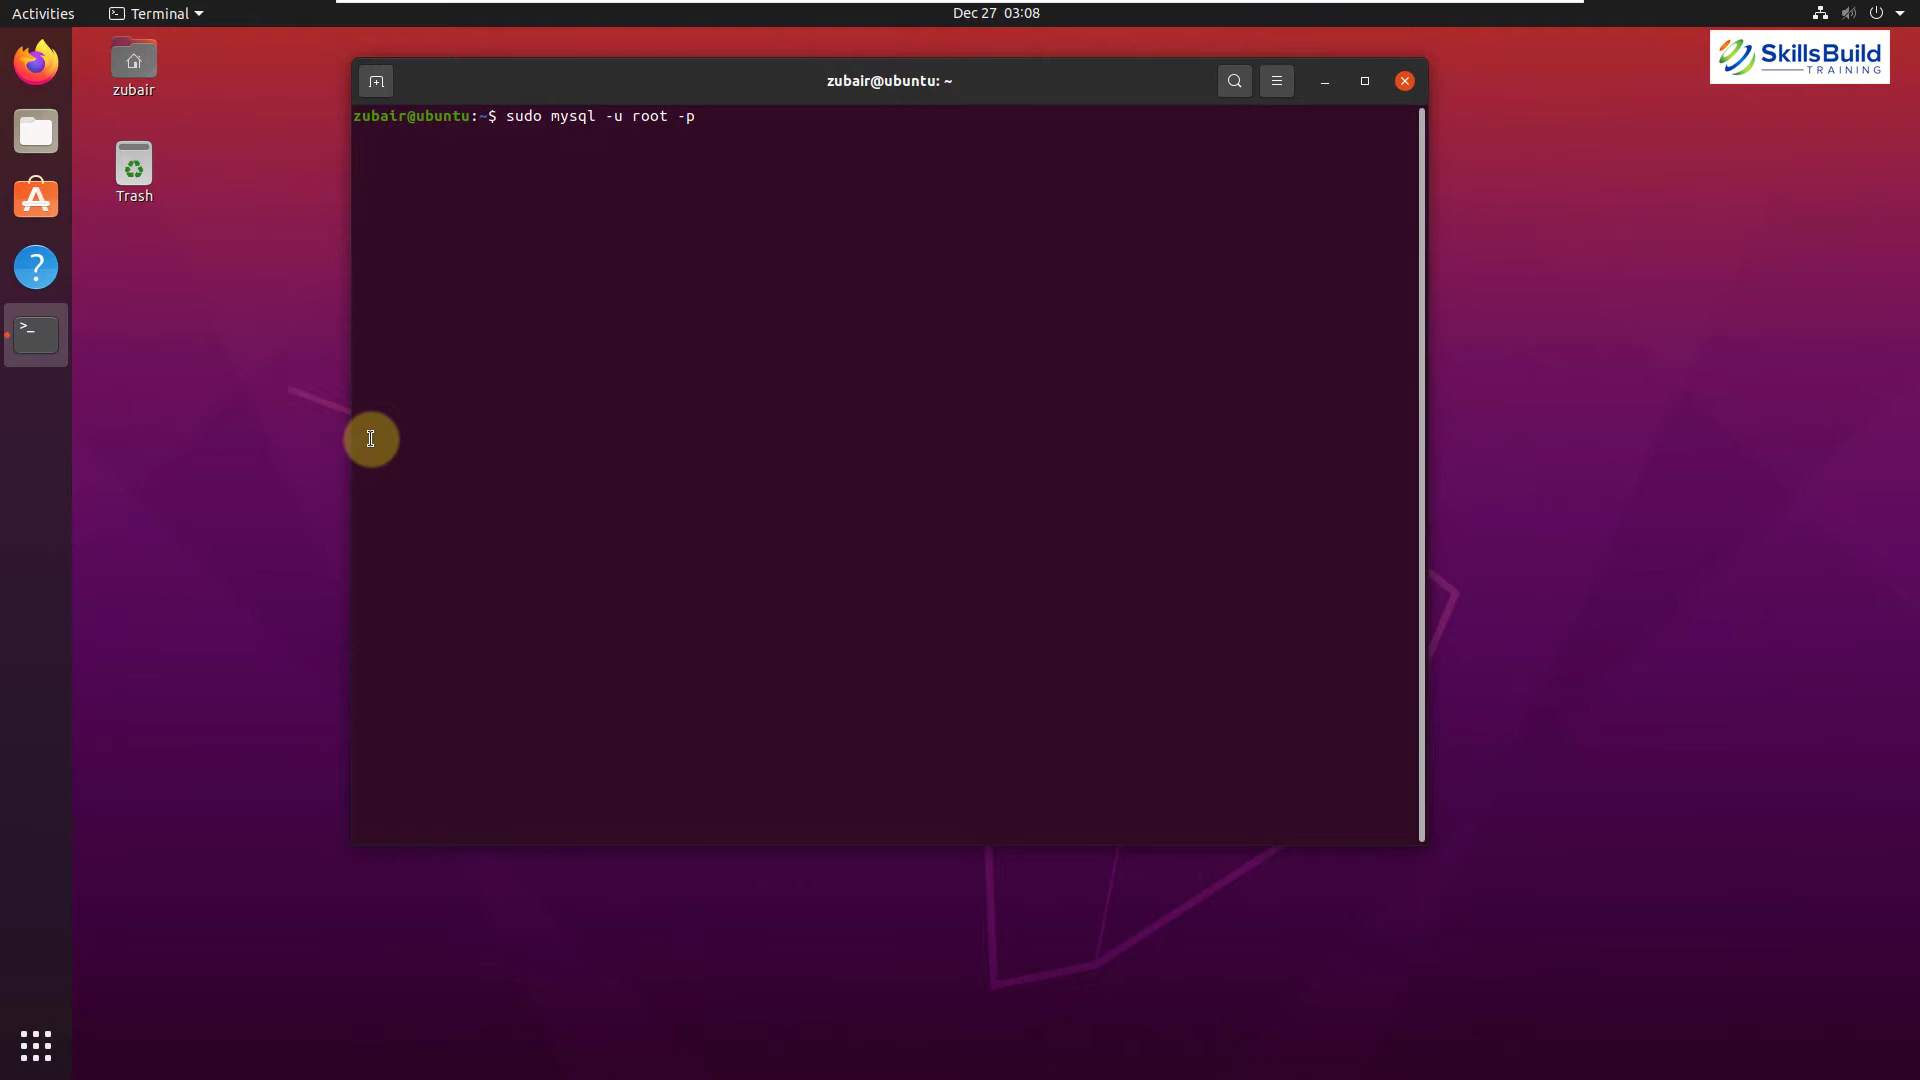 Activities
Terminal
Dec 27 03:08
SkillsBuild
TRAINING
zubair
Trash
zubair@ubuntu: ~
zubair@ubuntu:~$ sudo mysql -u root -p